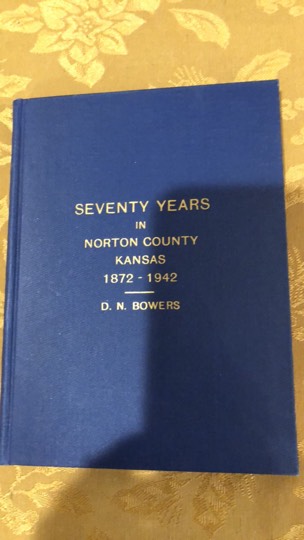 SEVENTY YEARS
IN
NORTON COUNTY
KANSAS
1872 - 1942
D. N. BOWERS